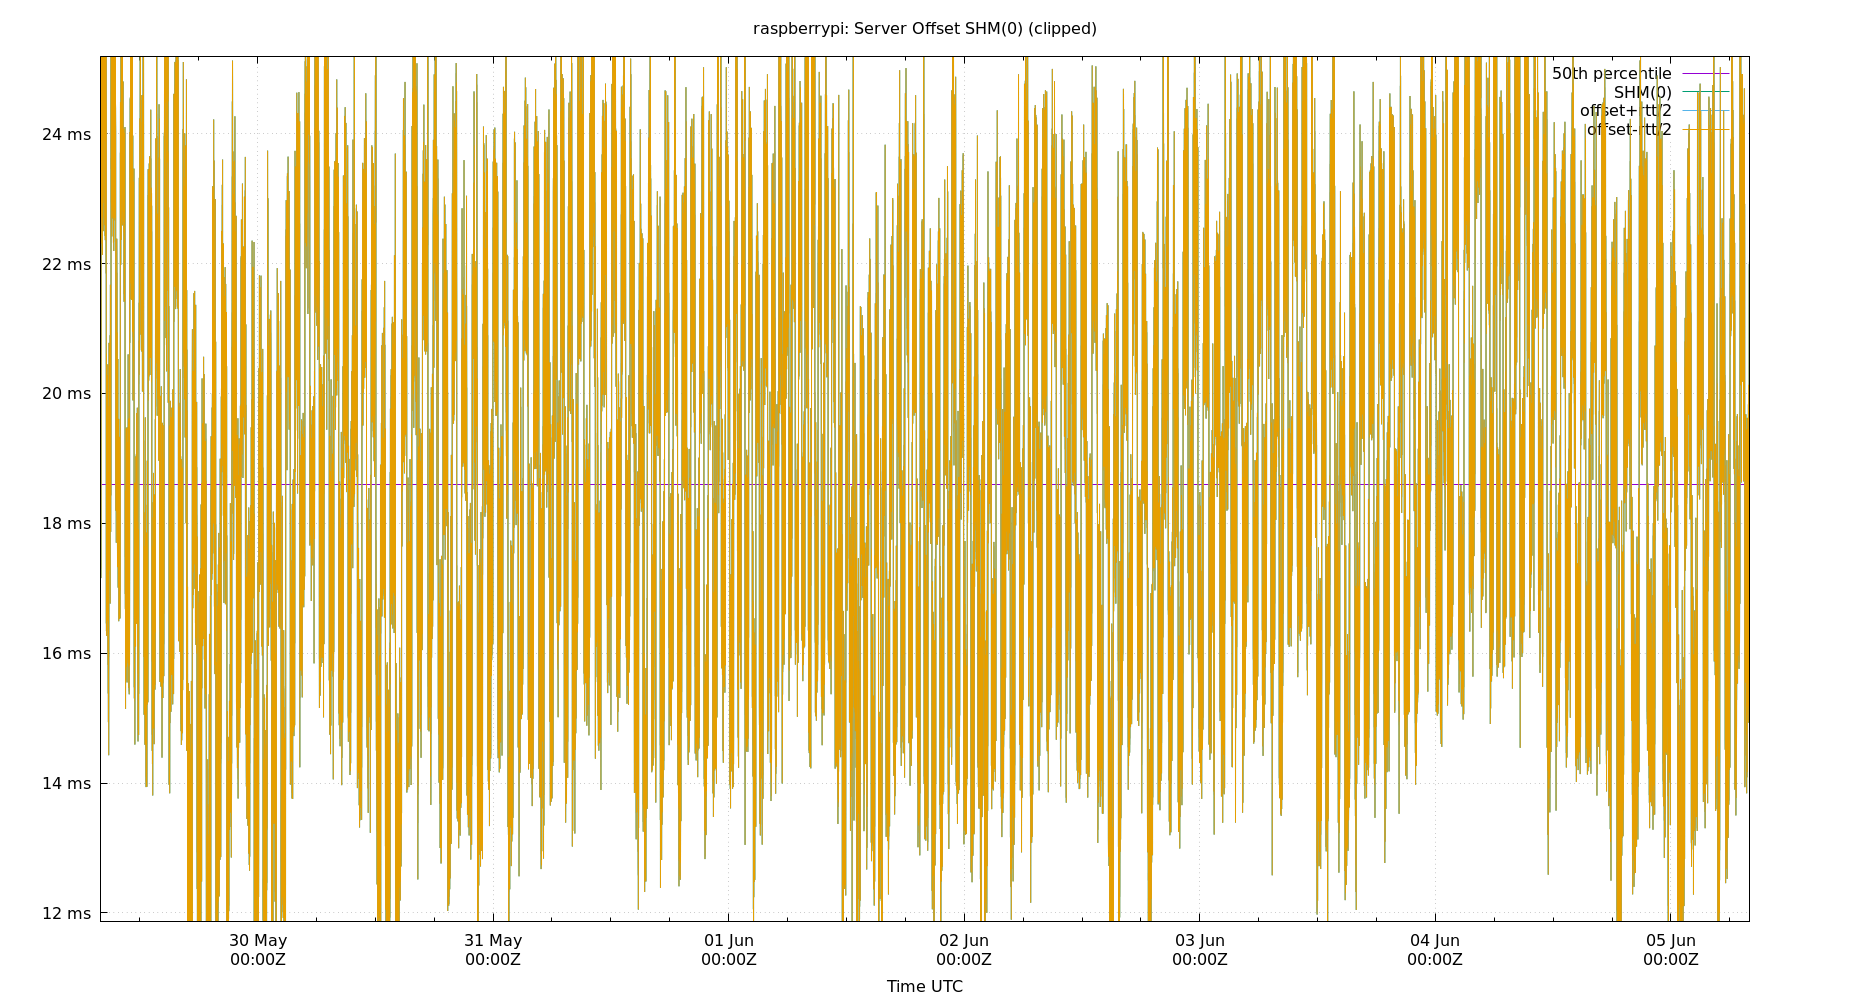 raspberrypi: Server Offset SHM(0) (clipped)
50th percentile
SHM(0)
offset+rtt/2
offset-rtt/2
24 ms
22 ms
20 ms
18 ms
16 ms
14 ms
12 ms
30 May 31 May 01 Jun 02 Jun 03 Jun 04 Jun 05 Jun
00:00Z 00:00Z 00:00Z 00:00Z 00:00Z 00:00Z 00:00Z
Time UTC